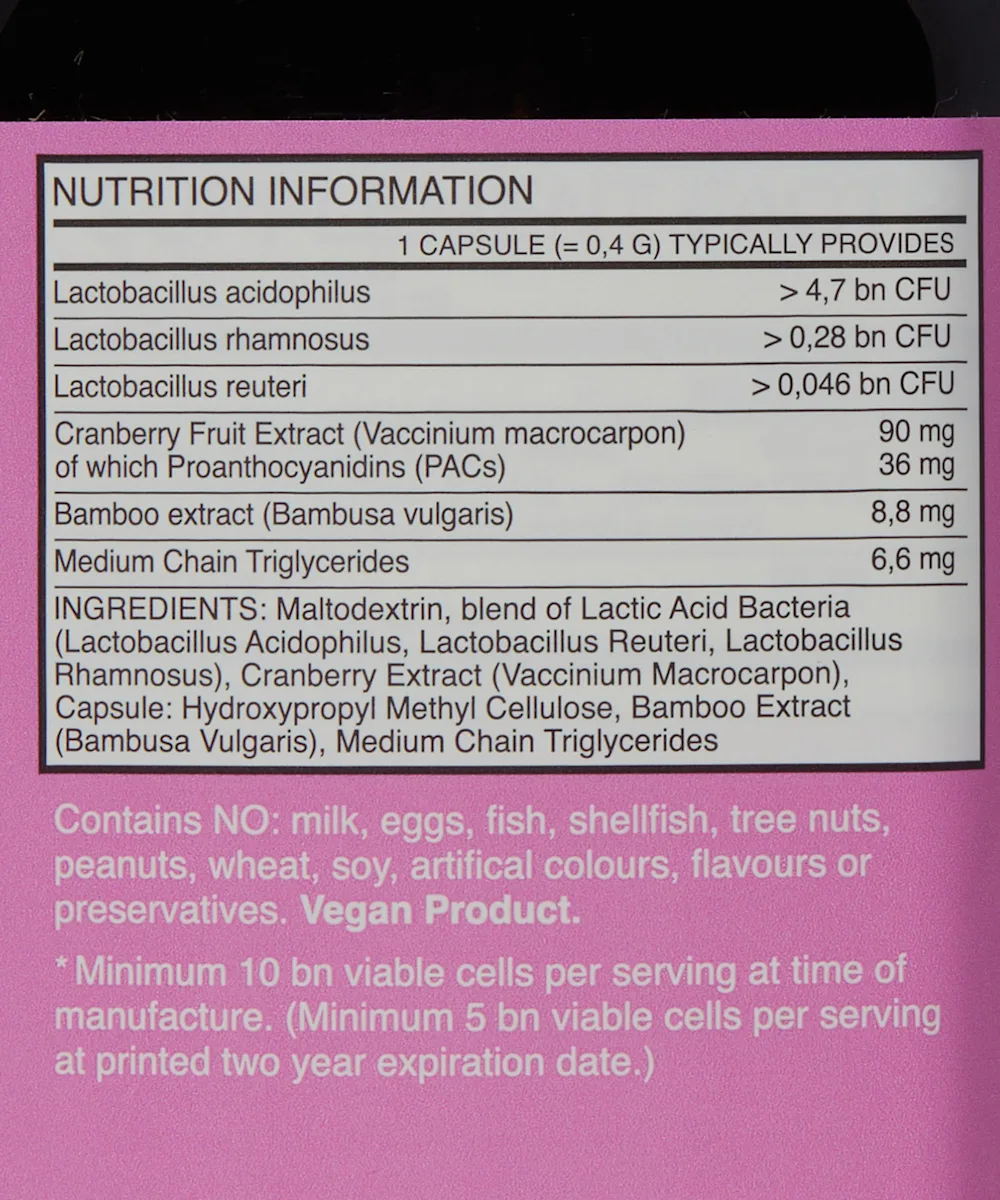 NUTRITION INFORMATION
1 CAPSULE (= 0,4 G) TYPICALLY PROVIDES
Lactobacillus acidophilus > 4,7 bn CFU
Lactobacillus rhamnosus > 0,28 bn CFU
Lactobacillus reuteri > 0,046 bn CFU
Cranberry Fruit Extract (Vaccinium macrocarpon) 90 mg
of which Proanthocyanidins (PACs) 36 mg
Bamboo extract (Bambusa vulgaris) 8,8 mg
Medium Chain Triglycerides 6,6 mg
INGREDIENTS: Maltodextrin, blend of Lactic Acid Bacteria
(Lactobacillus Acidophilus, Lactobacillus Reuteri, Lactobacillus
Rhamnosus), Cranberry Extract (Vaccinium Macrocarpon),
Capsule: Hydroxypropyl Methyl Cellulose, Bamboo Extract
(Bambusa Vulgaris), Medium Chain Triglycerides
Contains NO: milk, eggs, fish, shellfish, tree nuts,
peanuts, wheat, soy, artifical colours, flavours or
preservatives. Vegan Product.
* Minimum 10 bn viable cells per serving at time of
manufacture. (Minimum 5 bn viable cells per serving
at printed two year expiration date.)